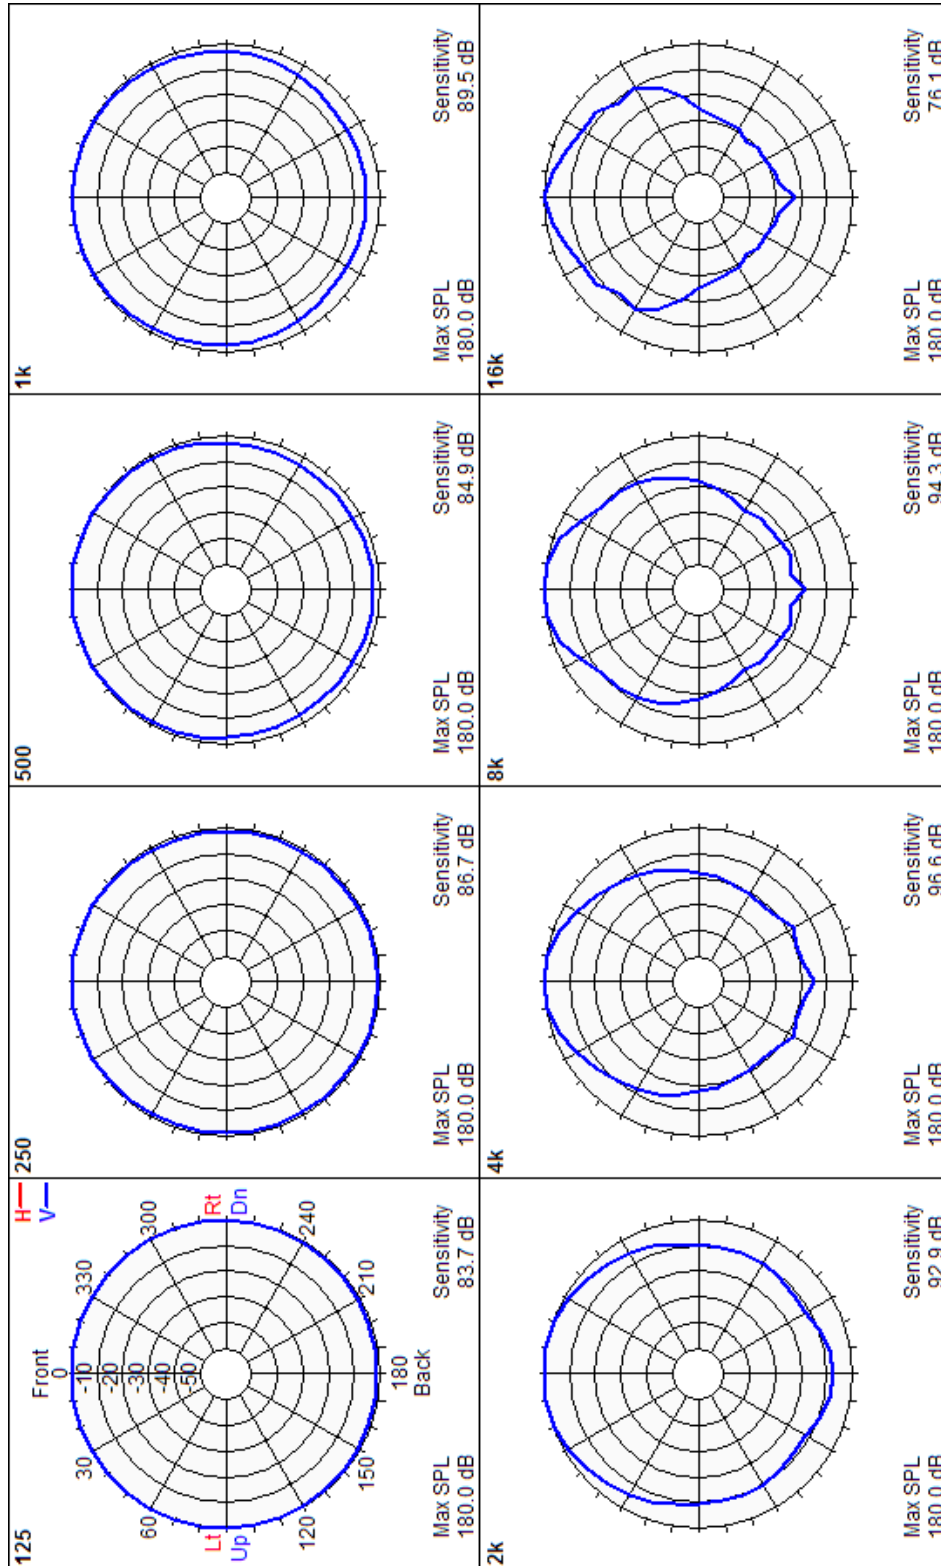 125
H
V
Front
0
-10
-20
-30
-40
-50
30
330
60
300
Lt
Up
Rt
Dn
120
240
150
210
180
Back
Max SPL
180.0 dB
Sensitivity
83.7 dB
250
Max SPL
180.0 dB
Sensitivity
86.7 dB
500
Max SPL
180.0 dB
Sensitivity
84.9 dB
1k
Max SPL
180.0 dB
Sensitivity
89.5 dB
2k
Max SPL
180.0 dB
Sensitivity
92.9 dB
4k
Max SPL
180.0 dB
Sensitivity
96.6 dB
8k
Max SPL
180.0 dB
Sensitivity
94.3 dB
16k
Max SPL
180.0 dB
Sensitivity
76.1 dB